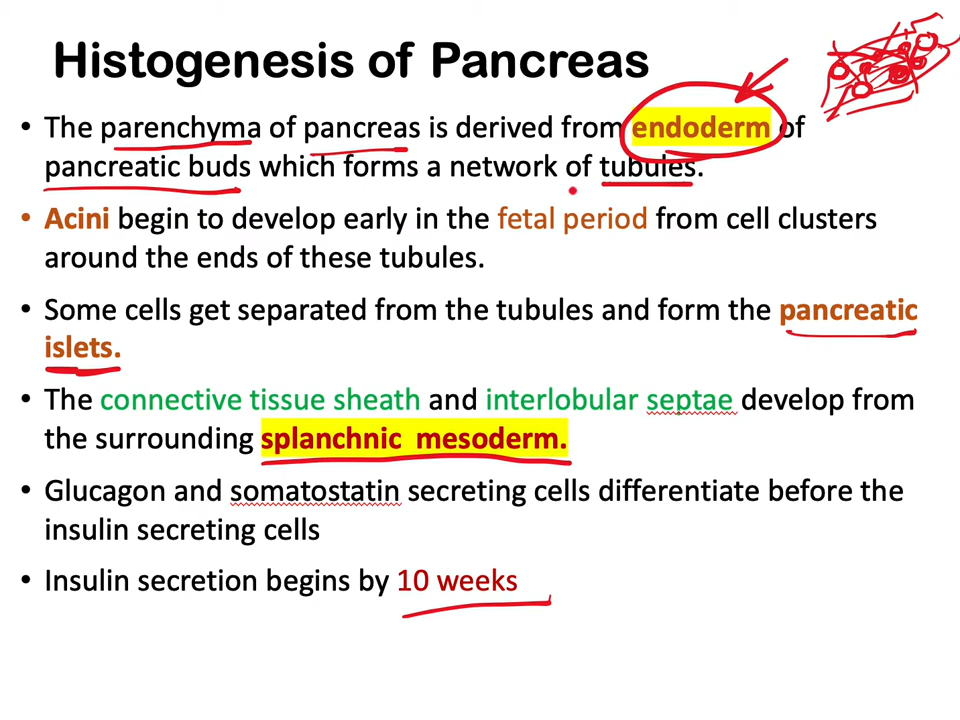 Histogenesis of Pancreas
• The parenchyma of pancreas is derived from endoderm of
pancreatic buds which forms a network of tubules.
• Acini begin to develop early in the fetal period from cell clusters
around the ends of these tubules.
• Some cells get separated from the tubules and form the pancreatic
islets.
• The connective tissue sheath and interlobular septae develop from
the surrounding splanchnic mesoderm.
• Glucagon and somatostatin secreting cells differentiate before the
insulin secreting cells
• Insulin secretion begins by 10 weeks